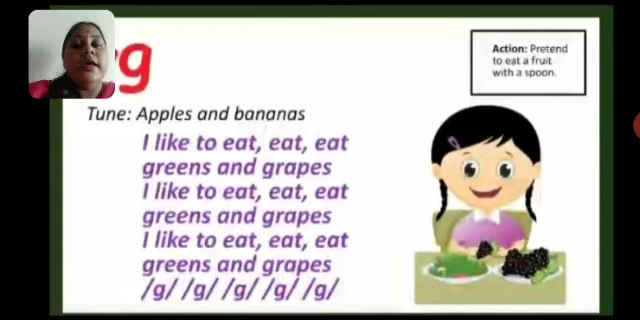 g
Action: Pretend
to eat a fruit
with a spoon.
Tune: Apples and bananas
I like to eat, eat, eat
greens and grapes
I like to eat, eat, eat
greens and grapes
I like to eat, eat, eat
greens and grapes
/g/ /g/ /g/ /g/ /g/